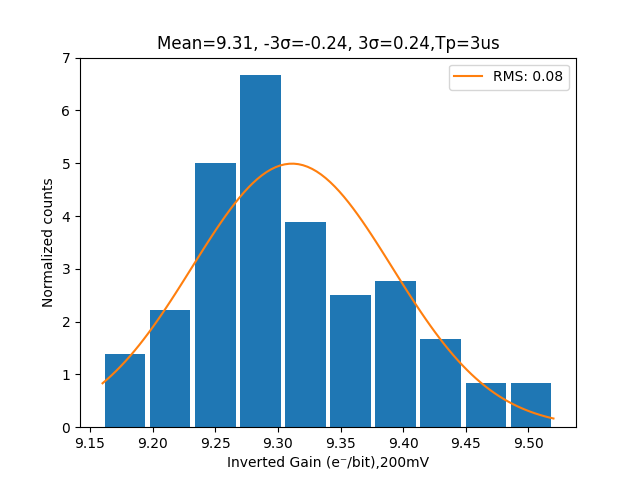 Mean=9.31, -3σ=-0.24, 3σ=0.24,Tp=3us
RMS: 0.08
Normalized counts
7
6
5
4
3
2
1
0
9.15 9.20 9.25 9.30 9.35 9.40 9.45 9.50
Inverted Gain (e⁻/bit),200mV